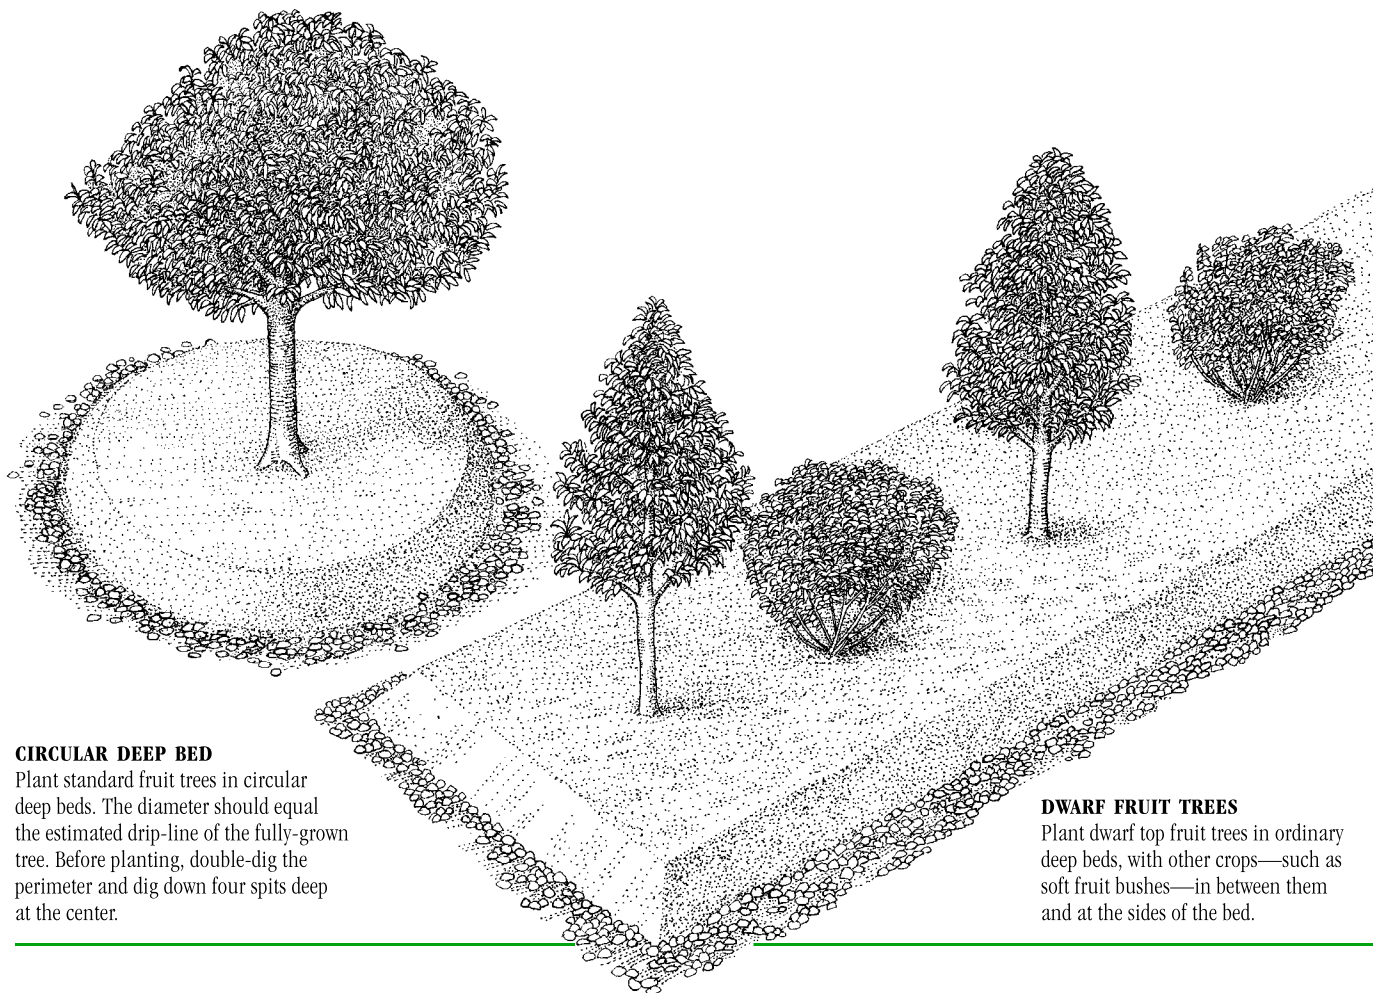 CIRCULAR DEEP BED
Plant standard fruit trees in circular
deep beds. The diameter should equal
the estimated drip-line of the fully-grown
tree. Before planting, double-dig the
perimeter and dig down four spits deep
at the center.
DWARF FRUIT TREES
Plant dwarf top fruit trees in ordinary
deep beds, with other crops—such as
soft fruit bushes—in between them
and at the sides of the bed.